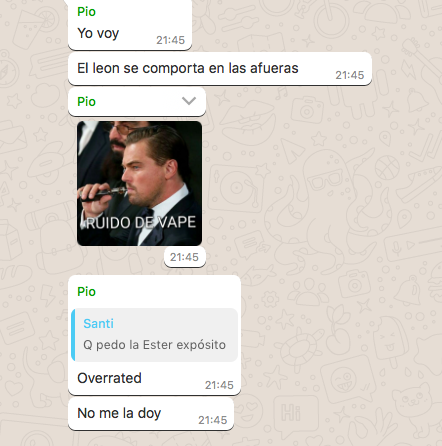 Pio
Yo voy
21:45
El leon se comporta en las afueras
21:45
Pio
RUIDO DE VAPE
21:45
Pio
Santi
Q pedo la Ester expósito
Overrated
21:45
No me la doy
21:45